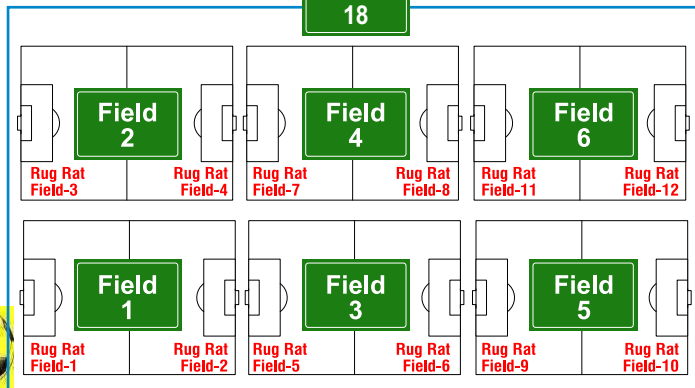 18
Field
2
Rug Rat
Field-3
Rug Rat
Field-4
Field
4
Rug Rat
Field-7
Rug Rat
Field-8
Field
6
Rug Rat
Field-11
Rug Rat
Field-12
Field
1
Rug Rat
Field-1
Rug Rat
Field-2
Field
3
Rug Rat
Field-5
Rug Rat
Field-6
Field
5
Rug Rat
Field-9
Rug Rat
Field-10